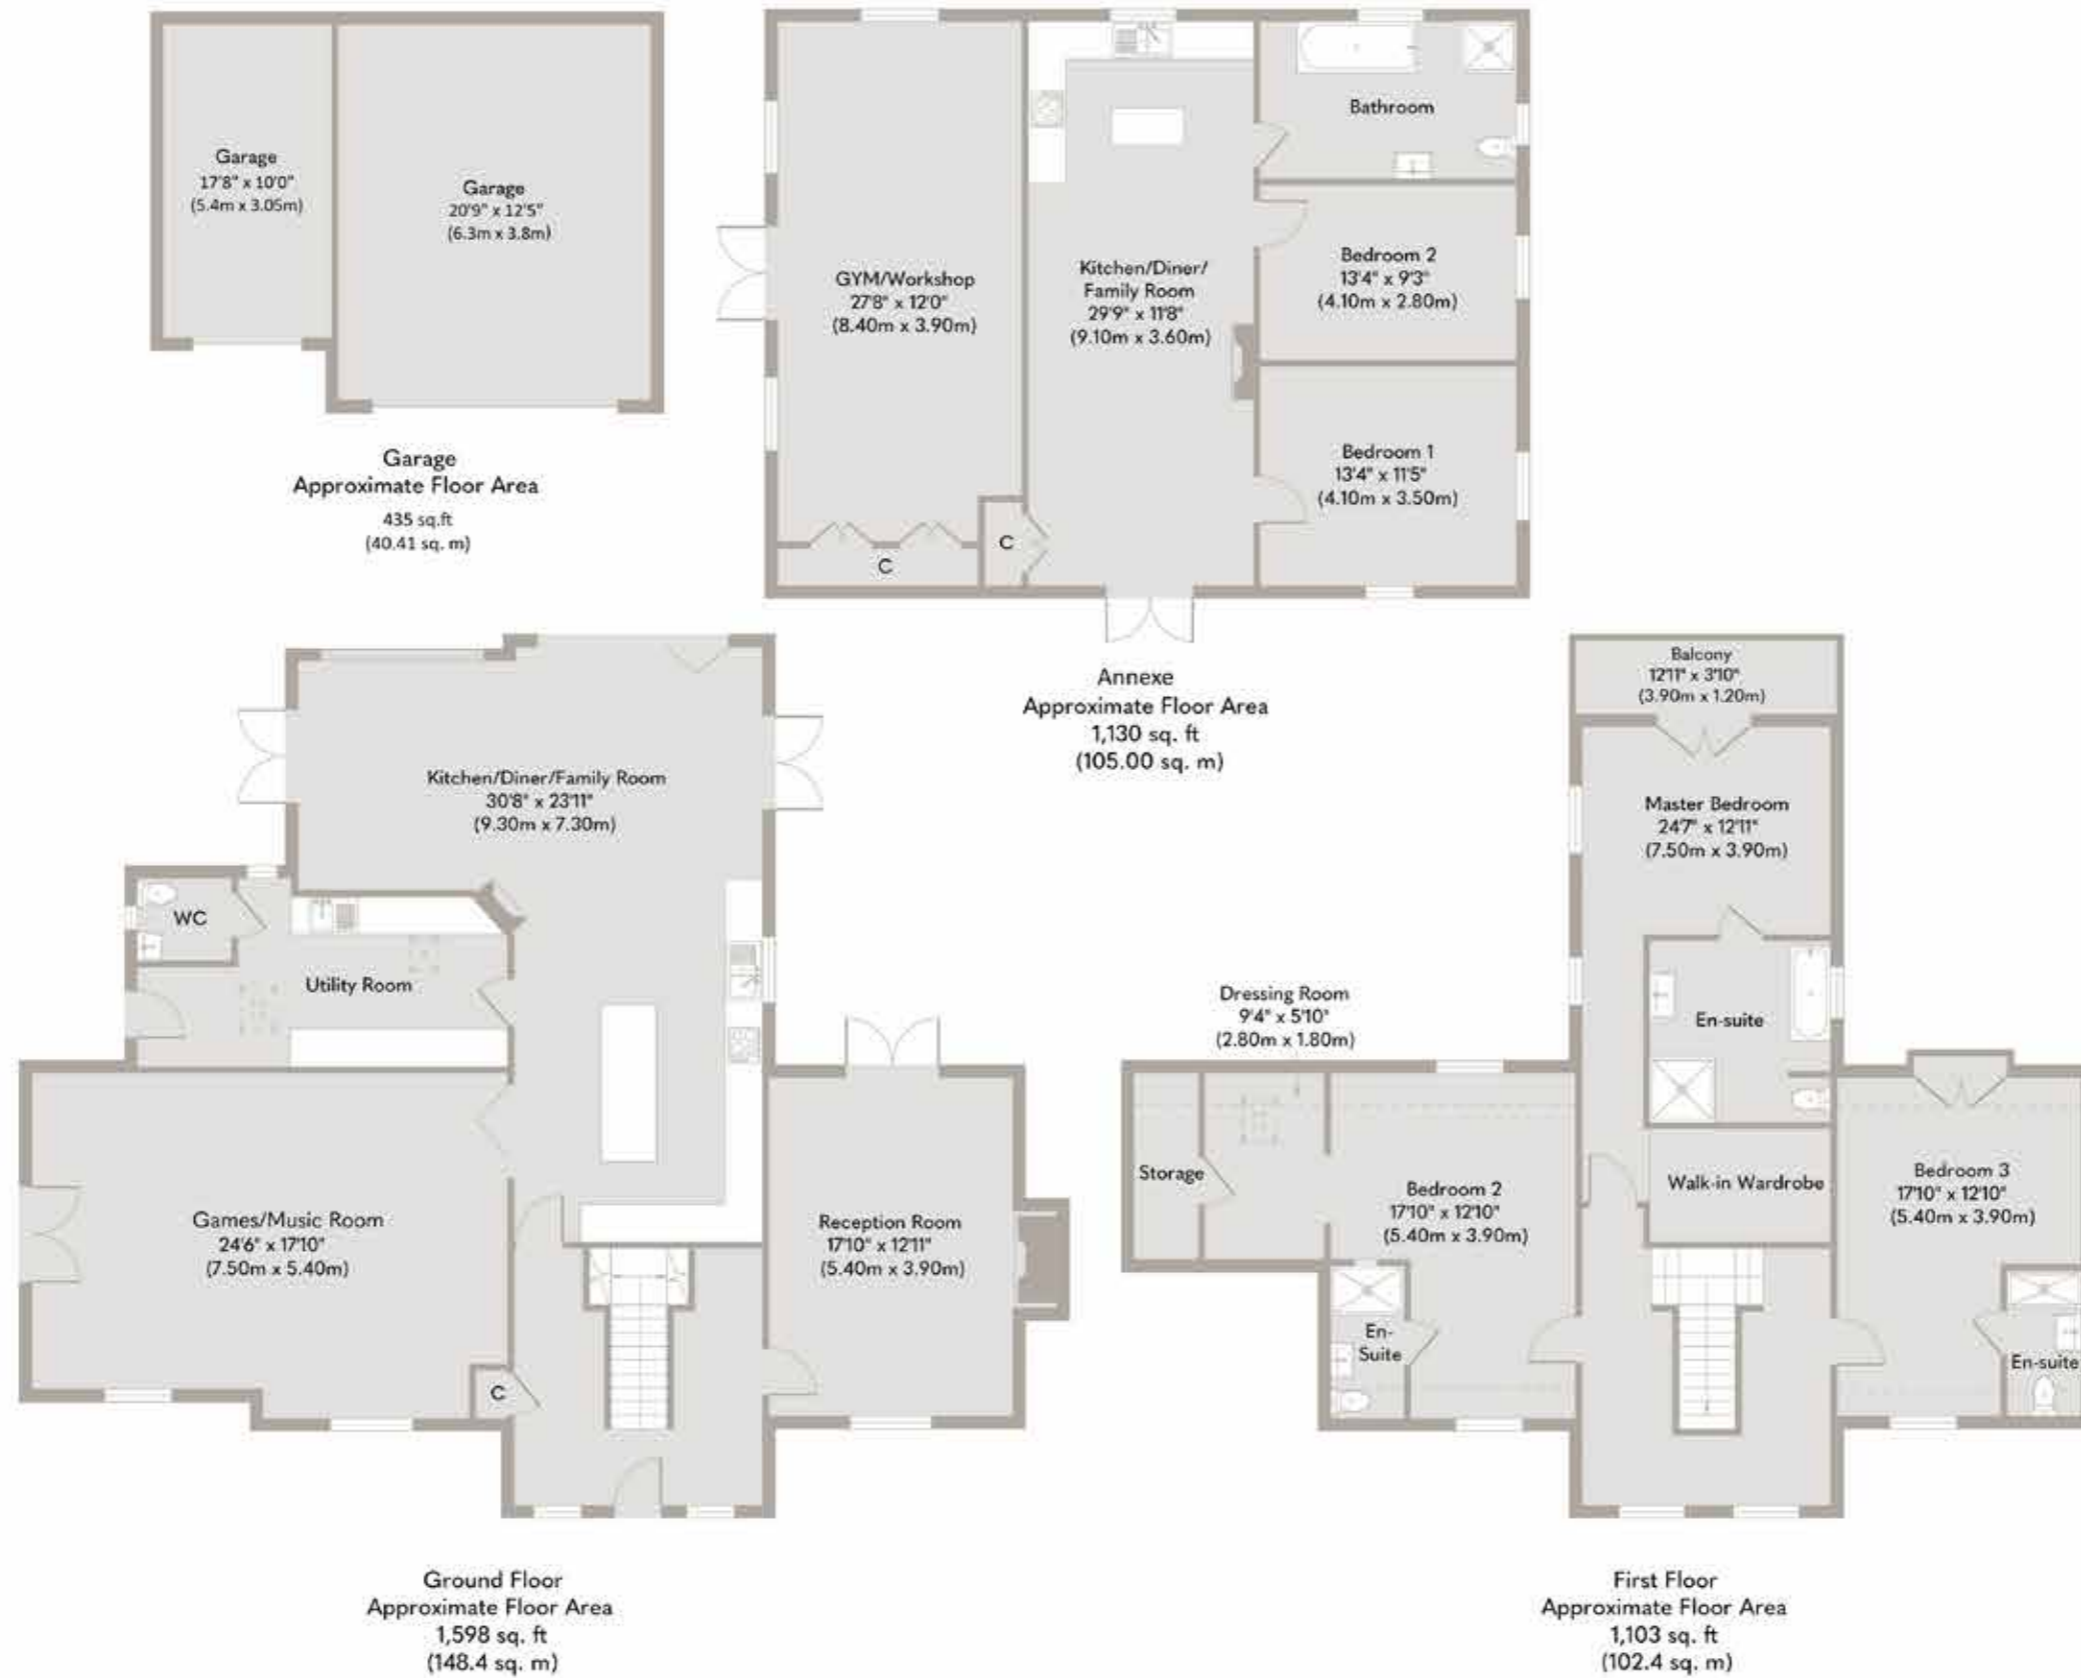 Garage
17'8" x 10'0"
(5.4m x 3.05m)
Garage
20'9" x 12'5"
(6.3m x 3.8m)
Garage
Approximate Floor Area
435 sq.ft
(40.41 sq. m)
GYM/Workshop
27'8" x 12'0"
(8.40m x 3.90m)
C
C
Kitchen/Diner/
Family Room
29'9" x 11'8"
(9.10m x 3.60m)
Bathroom
Bedroom 2
13'4" x 9'3"
(4.10m x 2.80m)
Bedroom 1
13'4" x 11'5"
(4.10m x 3.50m)
Annexe
Approximate Floor Area
1,130 sq. ft
(105.00 sq. m)
Kitchen/Diner/Family Room
30'8" x 23'11"
(9.30m x 7.30m)
WC
Utility Room
Games/Music Room
24'6" x 17'10"
(7.50m x 5.40m)
C
Reception Room
17'10" x 12'11"
(5.40m x 3.90m)
Ground Floor
Approximate Floor Area
1,598 sq. ft
(148.4 sq. m)
Balcony
12'11" x 3'10"
(3.90m x 1.20m)
Master Bedroom
24'7" x 12'11"
(7.50m x 3.90m)
En-suite
Walk-in Wardrobe
Dressing Room
9'4" x 5'10"
(2.80m x 1.80m)
Storage
Bedroom 2
17'10" x 12'10"
(5.40m x 3.90m)
En-
Suite
Bedroom 3
17'10" x 12'10"
(5.40m x 3.90m)
En-suite
First Floor
Approximate Floor Area
1,103 sq. ft
(102.4 sq. m)